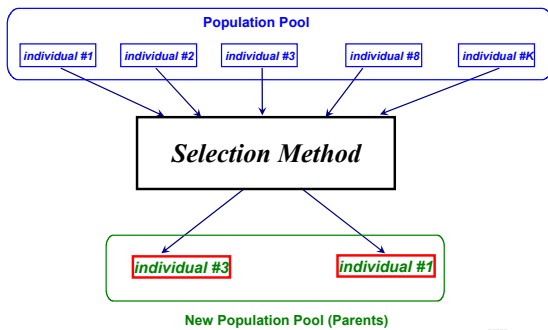 Population Pool
individual #1 individual #2 individual #3 individual #8 individual #K
Selection Method
individual #3 individual #1
New Population Pool (Parents)